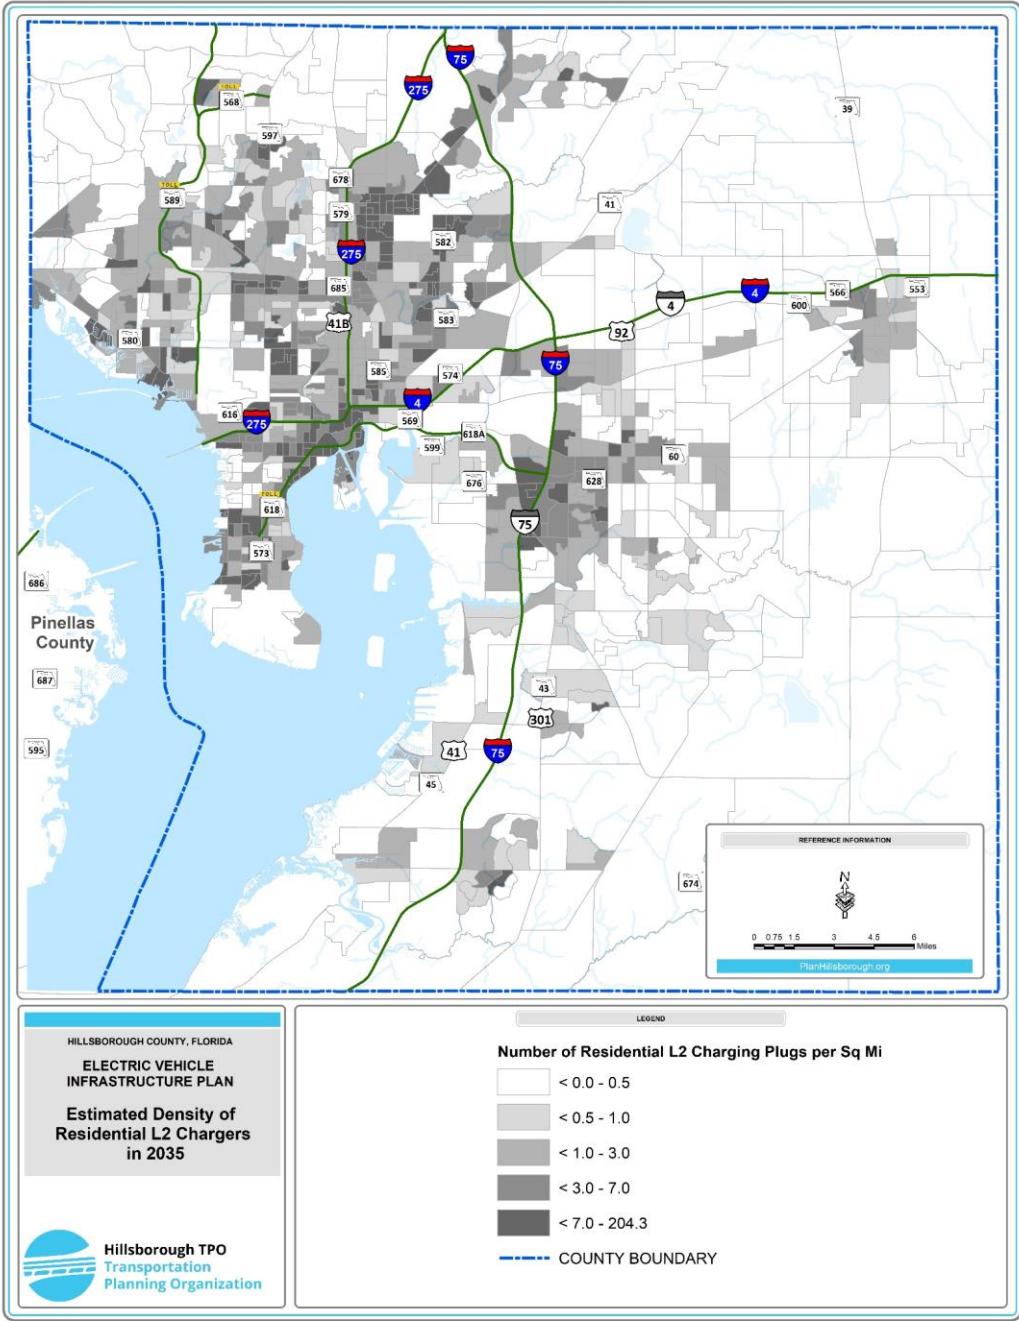 75
275
TOLL
568
39
597
678
TOLL
589
579
41
582
275
685
4
566
553
4
600
41B
583
92
580
75
585
574
4
616
275
569
618A
599
60
676
628
TOLL
618
75
573
686
Pinellas
County
687
43
301
595
41
75
45
674
REFERENCE INFORMATION
N
0 0.75 1.5 3 4.5 6
Miles
PlanHillsborough.org
HILLSBOROUGH COUNTY, FLORIDA
ELECTRIC VEHICLE
INFRASTRUCTURE PLAN
Estimated Density of
Residential L2 Chargers
in 2035
Hillsborough TPO
Transportation
Planning Organization
LEGEND
Number of Residential L2 Charging Plugs per Sq Mi
< 0.0 - 0.5
< 0.5 - 1.0
< 1.0 - 3.0
< 3.0 - 7.0
< 7.0 - 204.3
COUNTY BOUNDARY